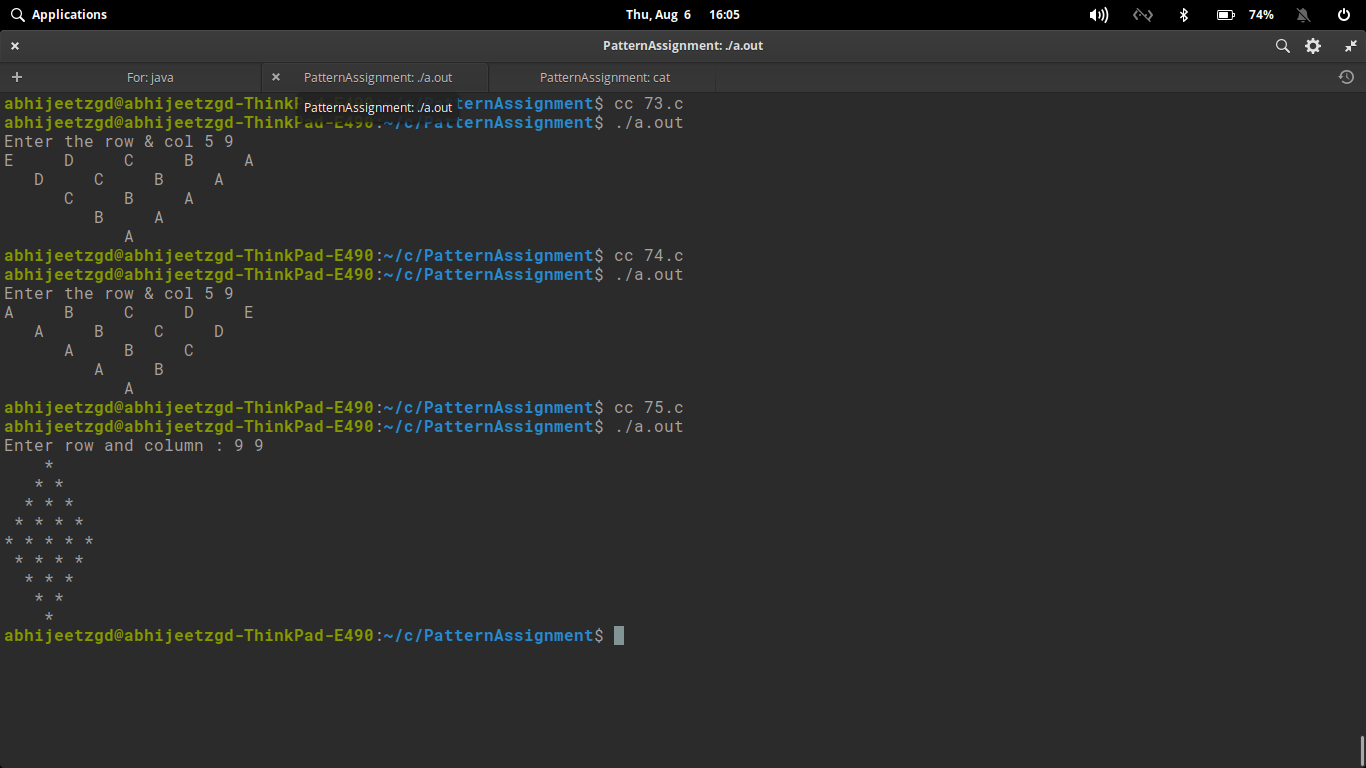 Applications Thu, Aug 6 16:05 74%
PatternAssignment: ./a.out
+ For: java × PatternAssignment: ./a.out PatternAssignment: cat
PatternAssignment: ./a.out
abhijeetzgd@abhijeetzgd-ThinkP ternAssignment$ cc 73.c
abhijeetzgd@abhijeetzgd-ThinkPad-E490:~/c/PatternAssignment$ ./a.out
Enter the row & col 5 9
E     D     C     B     A
   D     C     B     A
      C     B     A
         B     A
            A
abhijeetzgd@abhijeetzgd-ThinkPad-E490:~/c/PatternAssignment$ cc 74.c
abhijeetzgd@abhijeetzgd-ThinkPad-E490:~/c/PatternAssignment$ ./a.out
Enter the row & col 5 9
A     B     C     D     E
   A     B     C     D
      A     B     C
         A     B
            A
abhijeetzgd@abhijeetzgd-ThinkPad-E490:~/c/PatternAssignment$ cc 75.c
abhijeetzgd@abhijeetzgd-ThinkPad-E490:~/c/PatternAssignment$ ./a.out
Enter row and column : 9 9
    *
   * *
  * * *
 * * * *
* * * * *
 * * * *
  * * *
   * *
    *
abhijeetzgd@abhijeetzgd-ThinkPad-E490:~/c/PatternAssignment$